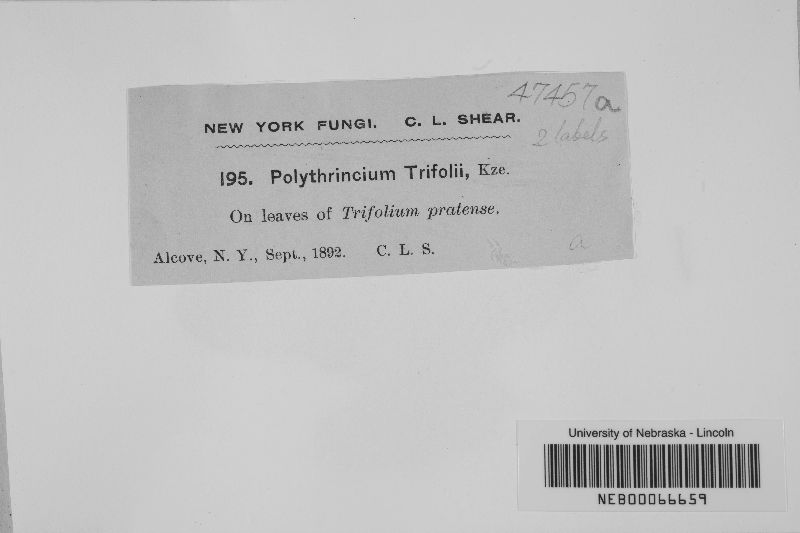 47457a
NEW YORK FUNGI. C. L. SHEAR.
2 labels
195. Polythrincium Trifolii, Kze.
On leaves of Trifolium pratense.
Alcove, N. Y., Sept., 1892. C. L. S.
a
University of Nebraska - Lincoln
NEB00066659